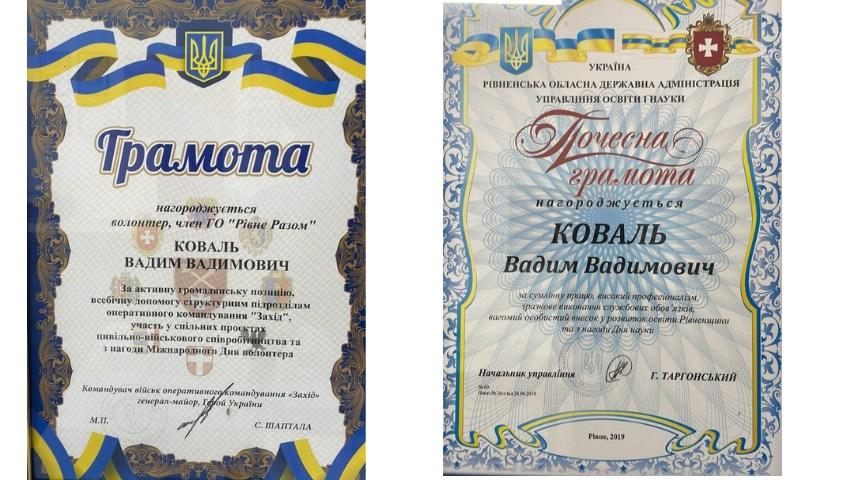 Грамота
нагороджується
волонтер, член ГО "Рівне Разом"
КОВАЛЬ
ВАДИМ ВАДИМОВИЧ
За активну громадянську позицію,
всебічну допомогу структурним підрозділам
оперативного командування "Захід",
участь у спільних проєктах
цивільно-військового співробітництва та
з нагоди Міжнародного Дня волонтера
Командувач військ оперативного командування «Захід»
генерал-майор, Герой України
М.П.
С. ШАПТАЛА
УКРАЇНА
РІВНЕНСЬКА ОБЛАСНА ДЕРЖАВНА АДМІНІСТРАЦІЯ
УПРАВЛІННЯ ОСВІТИ І НАУКИ
Почесна
грамота
нагороджується
КОВАЛЬ
Вадим Вадимович
За сумлінну працю, високий професіоналізм,
зразкове виконання службових обов'язків,
вагомий особистий внесок у розвиток освіти Рівненщини
та з нагоди Дня науки
Начальник управління
Г. ТАРГОНСЬКИЙ
Рівне, 2019